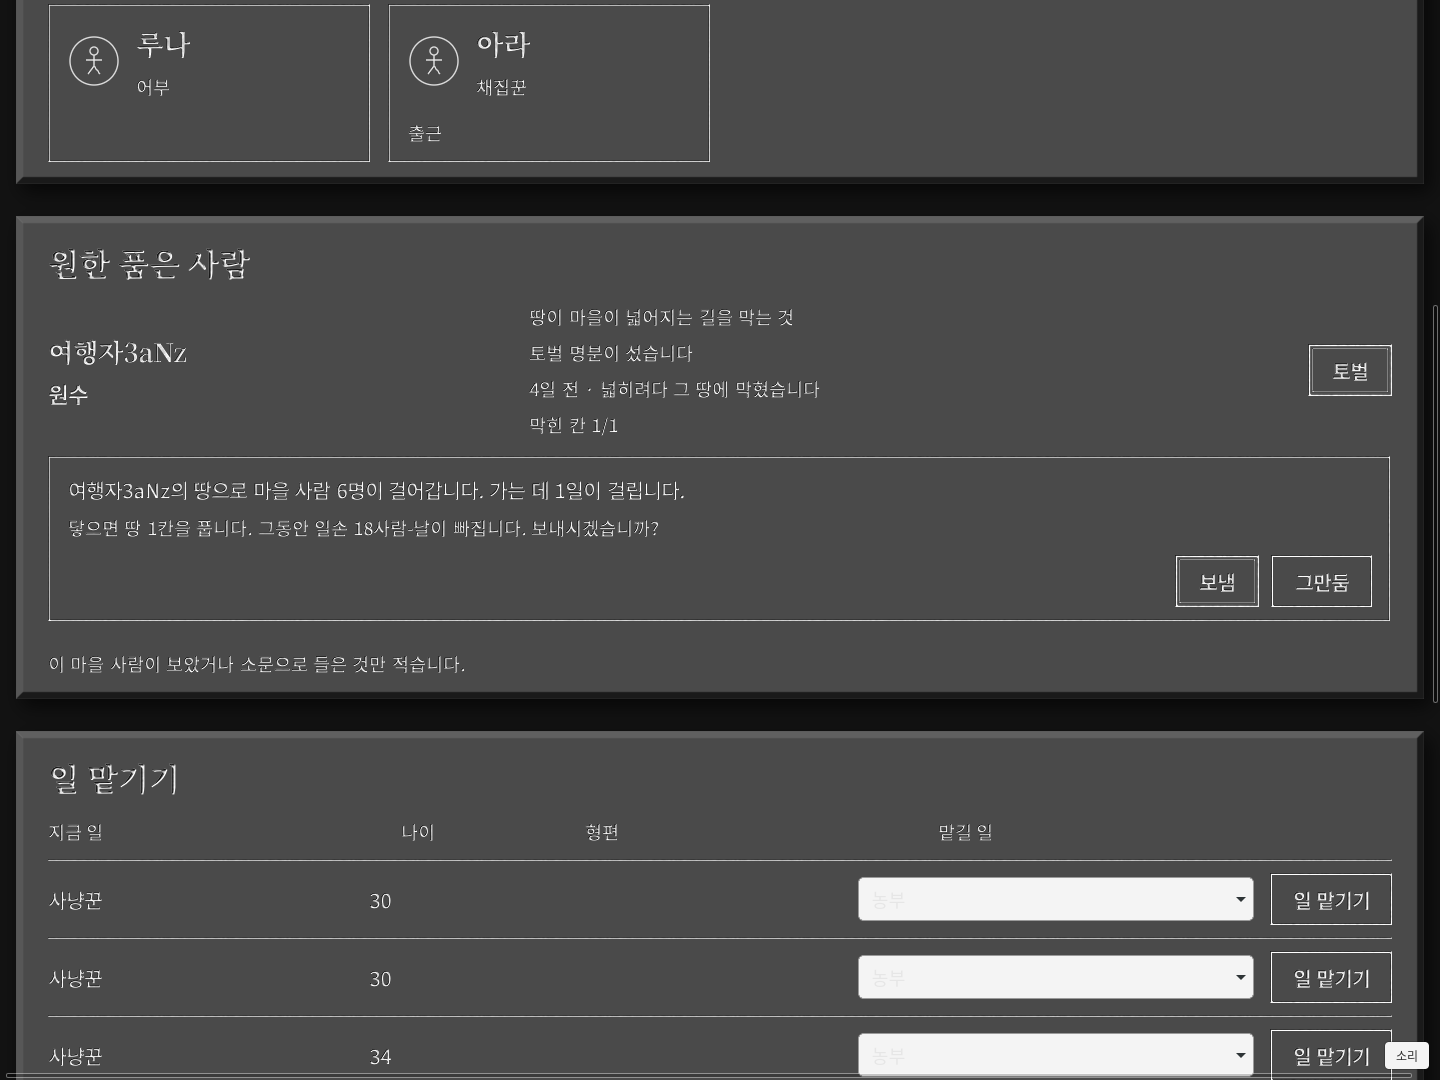 루나
어부
아라
채집꾼
출근
원한 품은 사람
여행자3aNz
원수
땅이 마을이 넓어지는 길을 막는 것
토벌 명분이 섰습니다
4일 전 · 넓히려다 그 땅에 막혔습니다
막힌 칸 1/1
토벌
여행자3aNz의 땅으로 마을 사람 6명이 걸어갑니다. 가는 데 1일이 걸립니다.
닿으면 땅 1칸을 풉니다. 그동안 일손 18사람-날이 빠집니다. 보내시겠습니까?
보냄
그만둠
이 마을 사람이 보았거나 소문으로 들은 것만 적습니다.
일 맡기기
지금 일 나이 형편 맡길 일
사냥꾼 30 농부 일 맡기기
사냥꾼 30 농부 일 맡기기
사냥꾼 34 농부 일 맡기기
소리